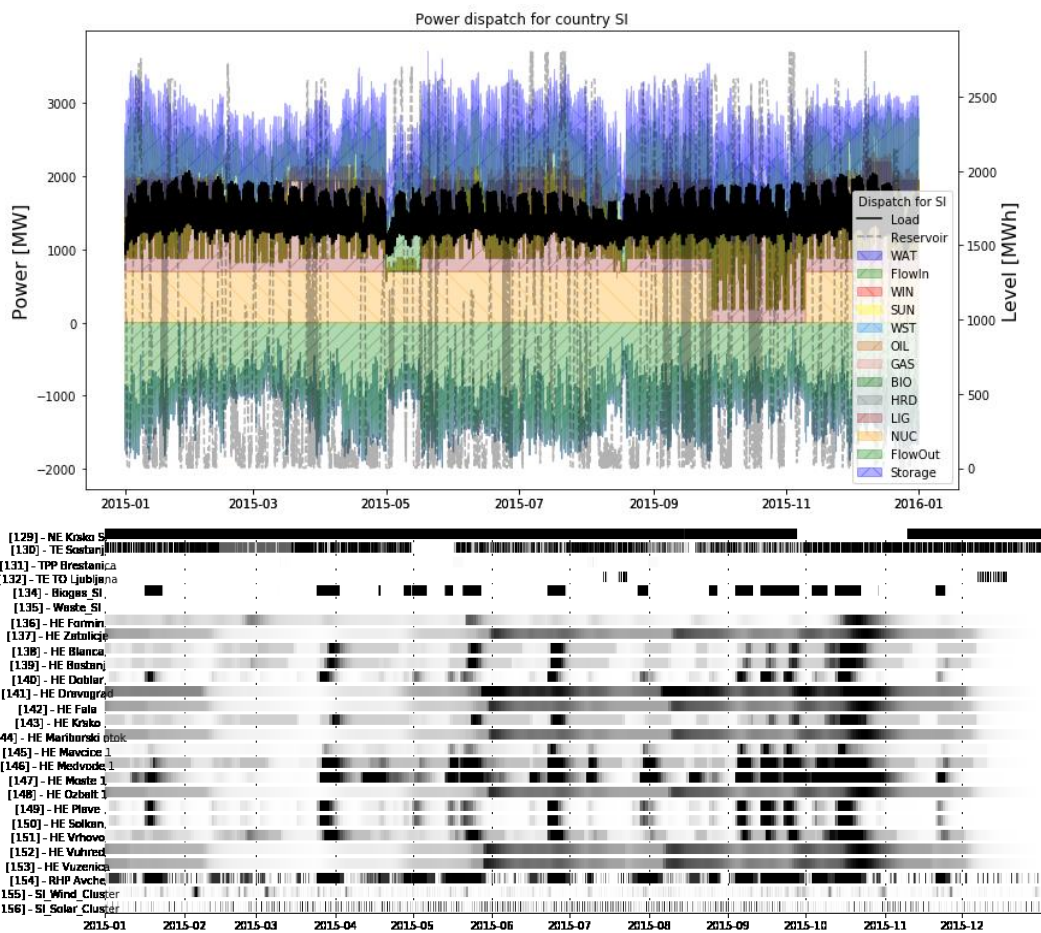 Power dispatch for country SI
Power [MW]
3000
2000
1000
0
−1000
−2000
Level [MWh]
2500
2000
1500
1000
500
0
Dispatch for SI
Load
Reservoir
WAT
FlowIn
WIN
SUN
WST
OIL
GAS
BIO
HRD
LIG
NUC
FlowOut
Storage
2015-01 2015-03 2015-05 2015-07 2015-09 2015-11 2016-01
[129] - NE Krsko S
[130] - TE Sostanj
[131] - TPP Brestanica
[132] - TE TO Ljubljana
[134] - Biogas_SI
[135] - Waste_SI
[136] - HE Formin
[137] - HE Zatolicje
[138] - HE Blanca
[139] - HE Bostanj
[140] - HE Doblar
[141] - HE Dravograd
[142] - HE Fala
[143] - HE Krsko
44] - HE Mariborski otok
[145] - HE Mavcice 1
[146] - HE Medvode 1
[147] - HE Moste 1
[148] - HE Ozbalt 1
[149] - HE Plave
[150] - HE Solkan
[151] - HE Vrhovo
[152] - HE Vuhred
[153] - HE Vuzenica
[154] - RHP Avche
155] - SI_Wind_Cluster
156] - SI_Solar_Cluster
2015-01 2015-02 2015-03 2015-04 2015-05 2015-06 2015-07 2015-08 2015-09 2015-10 2015-11 2015-12